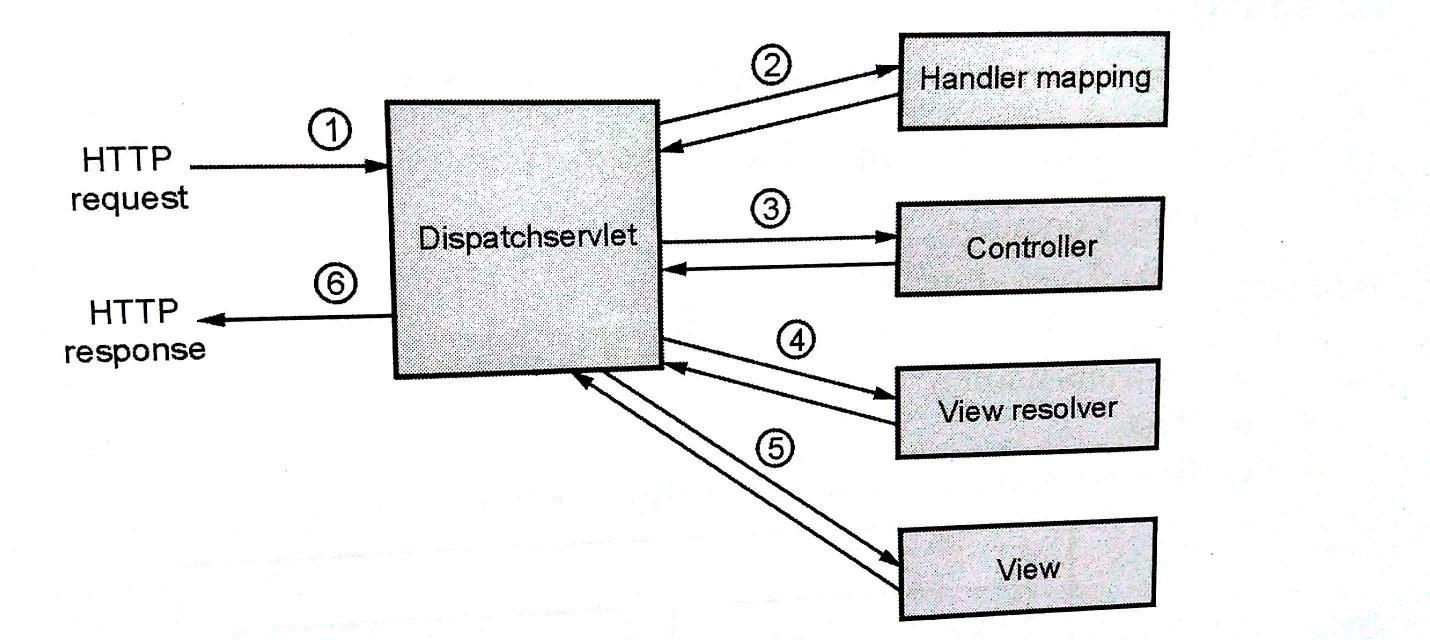 ②
Handler mapping
①
HTTP
request
③
Dispatchservlet
Controller
⑥
HTTP
response
④
View resolver
⑤
View